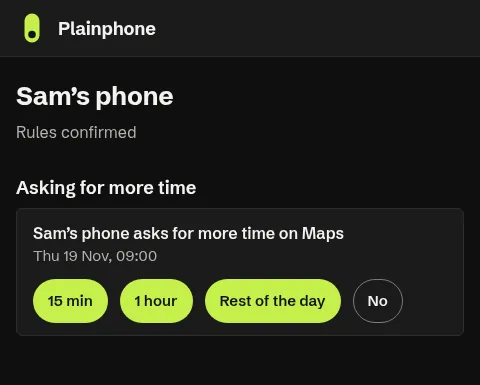 Plainphone
Sam’s phone
Rules confirmed
Asking for more time
Sam’s phone asks for more time on Maps
Thu 19 Nov, 09:00
15 min 1 hour Rest of the day No